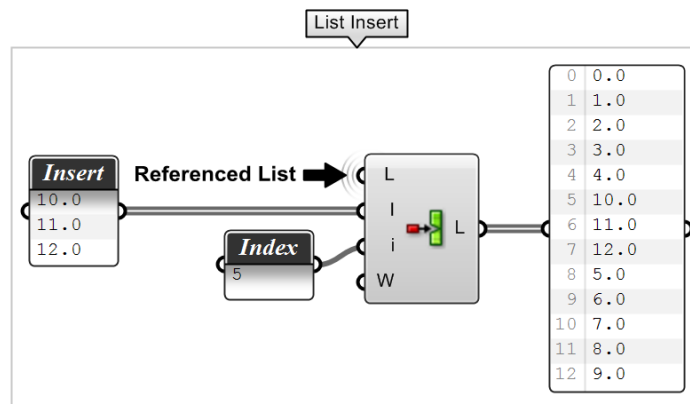 List Insert
Insert
10.0
11.0
12.0
Referenced List
Index
5
L
I
i
W
L
0 0.0
1 1.0
2 2.0
3 3.0
4 4.0
5 10.0
6 11.0
7 12.0
8 5.0
9 6.0
10 7.0
11 8.0
12 9.0